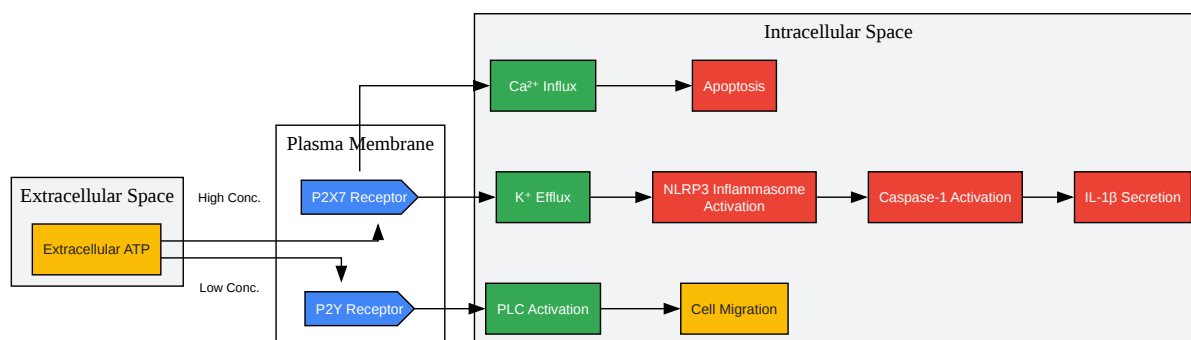 Intracellular Space
Ca²⁺ Influx
Apoptosis
Plasma Membrane
Extracellular Space
High Conc.
P2X7 Receptor
K⁺ Efflux
NLRP3 Inflammasome
Activation
Caspase-1 Activation
IL-1β Secretion
Extracellular ATP
Low Conc.
P2Y Receptor
PLC Activation
Cell Migration